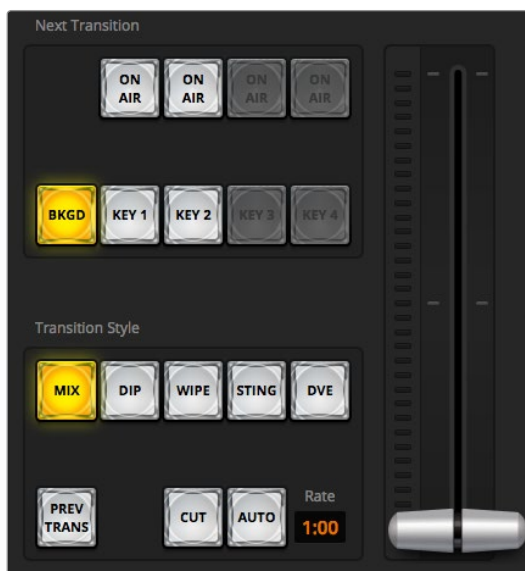 Next Transition
ON AIR
ON AIR
ON AIR
ON AIR
BKGD
KEY 1
KEY 2
KEY 3
KEY 4
Transition Style
MIX
DIP
WIPE
STING
DVE
PREV TRANS
CUT
AUTO
Rate
1:00